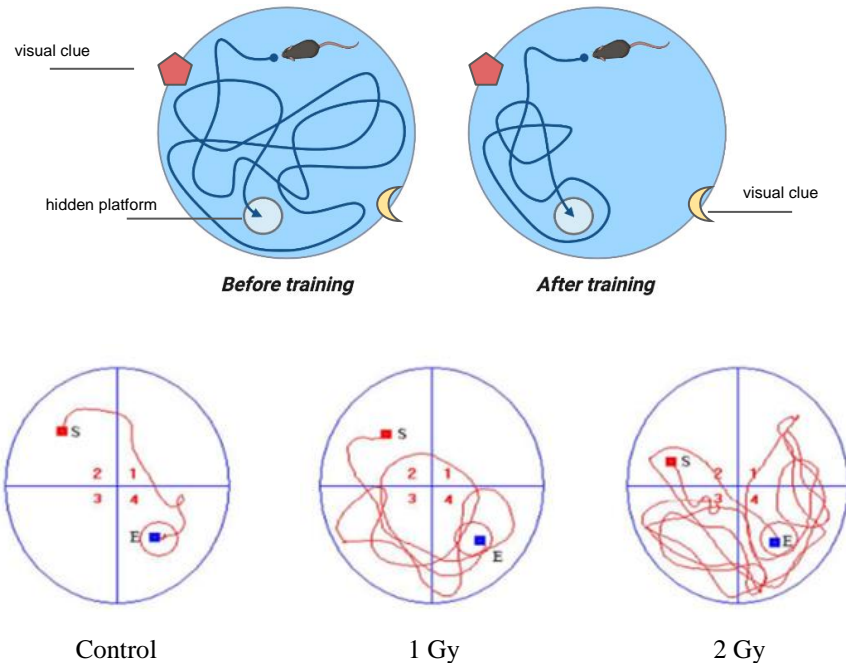 visual clue
hidden platform
visual clue
Before training
After training
S
2 1
3 4
E
S
2 1
3 4
E
S
2 1
3 4
E
Control
1 Gy
2 Gy